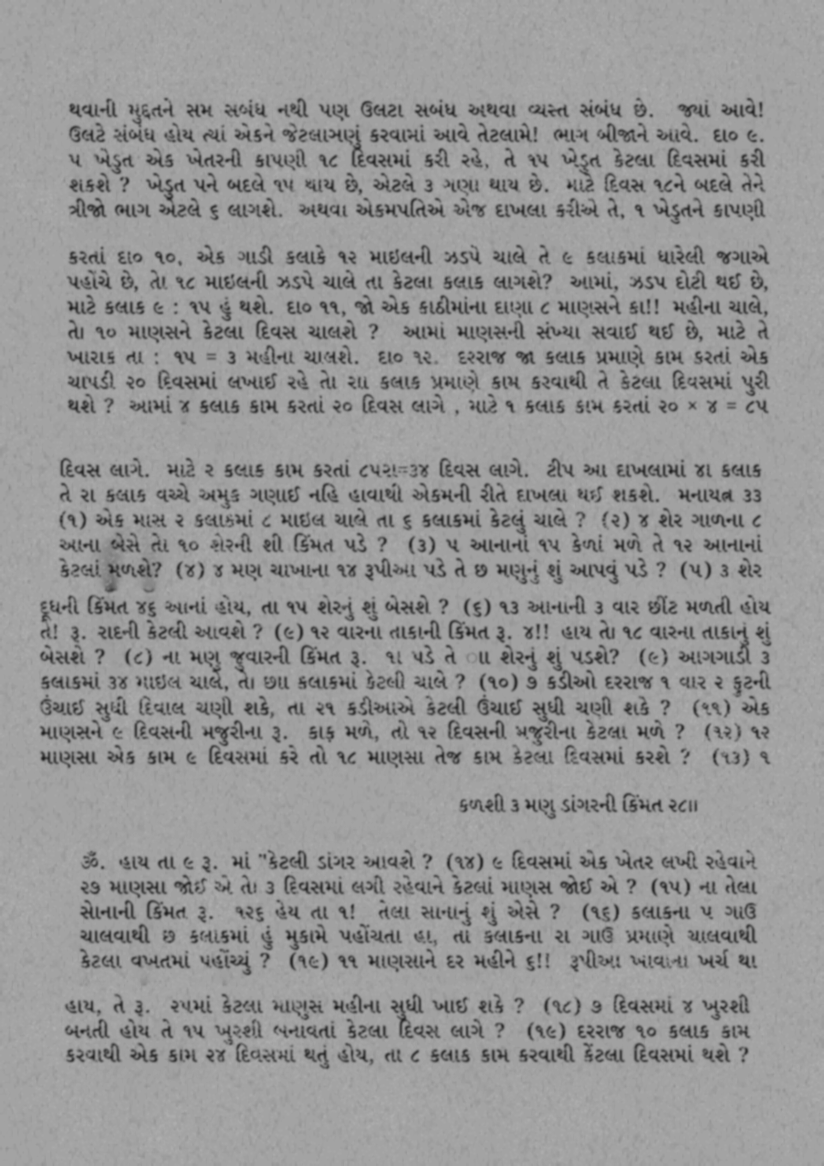 થવાની મુદ્દતને સમ સબંધ નથી પણ ઉલટા સબંધ અથવા વ્યસ્ત સંબંધ છે. જ્યાં આવે!
ઉલટે સંબંધ હોય ત્યાં એકને જેટલાગણું કરવામાં આવે તેટલામે! ભાગ બીજાને આવે. દા૦ ૯.
૫ ખેડુત એક ખેતરની કાપણી ૧૮ દિવસમાં કરી રહે, તે ૧૫ ખેડુત કેટલા દિવસમાં કરી
શકશે ? ખેડુત ૫ને બદલે ૧૫ થાય છે, એટલે ૩ ગણા થાય છે. માટે દિવસ ૧૮ને બદલે તેને
ત્રીજો ભાગ એટલે ૬ લાગશે. અથવા એકમપતિએ એજ દાખલા કરીએ તે, ૧ ખેડુતને કાપણી
કરતાં દા૦ ૧૦, એક ગાડી કલાકે ૧૨ માઇલની ઝડપે ચાલે તે ૯ કલાકમાં ધારેલી જગાએ
પહોંચે છે, તેા ૧૮ માઇલની ઝડપે ચાલે તા કેટલા કલાક લાગશે? આમાં, ઝડપ દોટી થઈ છે,
માટે કલાક ૯ : ૧૫ હું થશે. દા૦ ૧૧, જો એક કાઠીમાંના દાણા ૮ માણસને કા!! મહીના ચાલે,
તેા ૧૦ માણસને કેટલા દિવસ ચાલશે ? આમાં માણસની સંખ્યા સવાઈ થઈ છે, માટે તે
ખારાક તા : ૧૫ = ૩ મહીના ચાલશે. દા૦ ૧૨. દરરાજ જા કલાક પ્રમાણે કામ કરતાં એક
ચાપડી ૨૦ દિવસમાં લખાઈ રહે તેા રાા કલાક પ્રમાણે કામ કરવાથી તે કેટલા દિવસમાં પુરી
થશે ? આમાં ૪ કલાક કામ કરતાં ૨૦ દિવસ લાગે , માટે ૧ કલાક કામ કરતાં ૨૦ × ૪ = ૮૫
દિવસ લાગે. માટે ૨ કલાક કામ કરતાં ૮૫રા=૩૪ દિવસ લાગે. ટીપ આ દાખલામાં ૪ા કલાક
તે રા કલાક વચ્ચે અમુક ગણાઈ નહિ હાવાથી એકમની રીતે દાખલા થઈ શકશે. મનાયત્ન ૩૩
(૧) એક માસ ૨ કલાકમાં ૮ માઇલ ચાલે તા ૬ કલાકમાં કેટલું ચાલે ? (૨) ૪ શેર ગાળના ૮
આના બેસે તેા ૧૦ શેરની શી કિંમત પડે ? (૩) ૫ આનાનાં ૧૫ કેળાં મળે તે ૧૨ આનાનાં
કેટલાં મળશે? (૪) ૪ મણ ચાખાના ૧૪ રૂપીઆ પડે તે છ મણુનું શું આપવું પડે ? (૫) ૩ શેર
દૂધની કિંમત ૪૬ આનાં હોય, તા ૧૫ શેરનું શું બેસશે ? (૬) ૧૩ આનાની ૩ વાર છીંટ મળતી હોય
તે! રૂ. રાદની કેટલી આવશે ? (૯) ૧૨ વારના તાકાની કિંમત રૂ. ૪!! હાય તેા ૧૮ વારના તાકાનું શું
બેસશે ? (૮) ના મણુ જુવારની કિંમત રૂ. ૧ા પડે તે ાા શેરનું શું પડશે? (૯) આગગાડી ૩
કલાકમાં ૩૪ માઇલ ચાલે, તેા છાા કલાકમાં કેટલી ચાલે ? (૧૦) ૭ કડીઓ દરરાજ ૧ વાર ૨ ફુટની
ઉંચાઈ સુધી દિવાલ ચણી શકે, તા ૨૧ કડીઆએ કેટલી ઉંચાઈ સુધી ચણી શકે ? (૧૧) એક
માણસને ૯ દિવસની મજુરીના રૂ. કાફ મળે, તો ૧૨ દિવસની મજુરીના કેટલા મળે ? (૧૨) ૧૨
માણસા એક કામ ૯ દિવસમાં કરે તો ૧૮ માણસા તેજ કામ કેટલા દિવસમાં કરશે ? (૧૩) ૧
કળશી ૩ મણુ ડાંગરની કિંમત ૨૮ાા
ૐ. હાય તા ૯ રૂ. માં "કેટલી ડાંગર આવશે ? (૧૪) ૯ દિવસમાં એક ખેતર લખી રહેવાને
૨૭ માણસા જોઈ એ તેા ૩ દિવસમાં લગી રહેવાને કેટલાં માણસ જોઈ એ ? (૧૫) ના તેલા
સેાનાની કિંમત રૂ. ૧૨૬ હેય તા ૧! તેલા સાનાનું શું એસે ? (૧૬) કલાકના ૫ ગાઉ
ચાલવાથી છ કલાકમાં હું મુકામે પહોંચતા હા, તા કલાકના રા ગાઉ પ્રમાણે ચાલવાથી
કેટલા વખતમાં પહોંચ્યું ? (૧૯) ૧૧ માણસાને દર મહીને ૬!! રૂપીઆ ખાવાના ખર્ચ થા
હાય, તે રૂ. ૨૫માં કેટલા માણુસ મહીના સુધી ખાઈ શકે ? (૧૮) ૭ દિવસમાં ૪ ખુરશી
બનતી હોય તે ૧૫ ખુરશી બનાવતાં કેટલા દિવસ લાગે ? (૧૯) દરરાજ ૧૦ કલાક કામ
કરવાથી એક કામ ૨૪ દિવસમાં થતું હોય, તા ૮ કલાક કામ કરવાથી કેંટલા દિવસમાં થશે ?